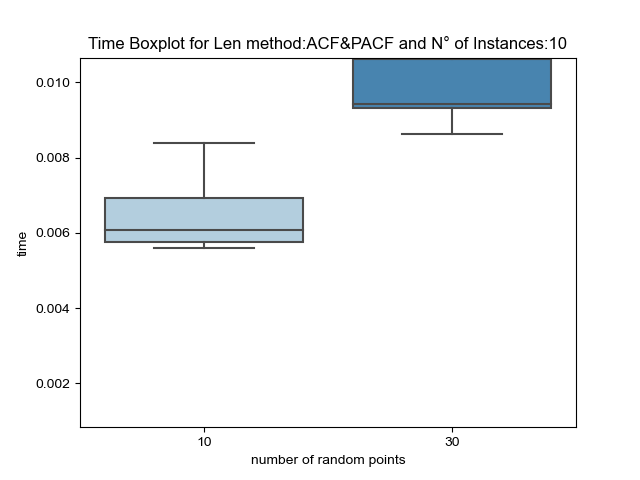 Time Boxplot for Len method:ACF&PACF and N° of Instances:10
0.010
0.008
0.006
0.004
0.002
time
10 30
number of random points